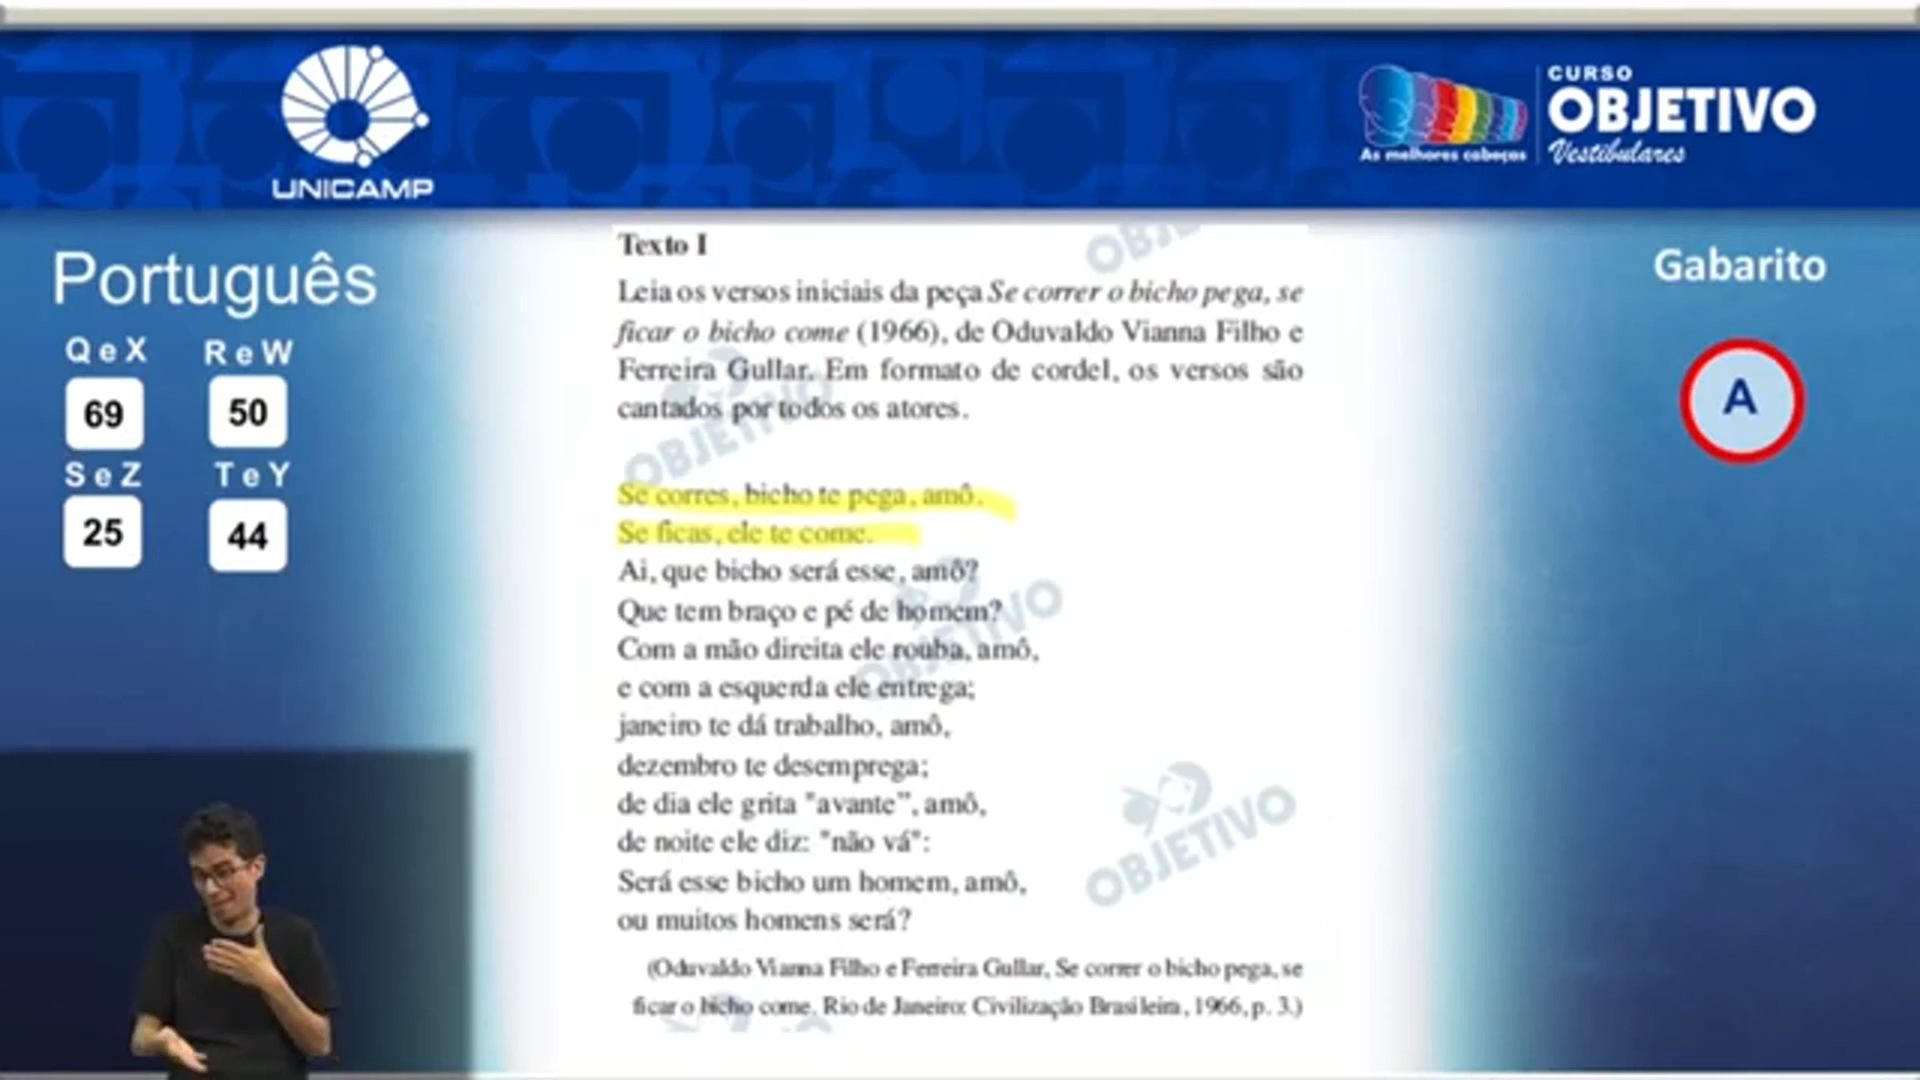 UNICAMP
CURSO
OBJETIVO
As melhores cabeças
Vestibulares
Português
Q e X
R e W
69
50
S e Z
T e Y
25
44
Gabarito
A
Texto I
Leia os versos iniciais da peça Se correr o bicho pega, se
ficar o bicho come (1966), de Oduvaldo Vianna Filho e
Ferreira Gullar. Em formato de cordel, os versos são
cantados por todos os atores.
Se corres, bicho te pega, amô.
Se ficas, ele te come.
Ai, que bicho será esse, amô?
Que tem braço e pé de homem?
Com a mão direita ele rouba, amô,
e com a esquerda ele entrega;
janeiro te dá trabalho, amô,
dezembro te desemprega;
de dia ele grita "avante", amô,
de noite ele diz: "não vá":
Será esse bicho um homem, amô,
ou muitos homens será?
(Oduvaldo Vianna Filho e Ferreira Gullar, Se correr o bicho pega, se
ficar o bicho come. Rio de Janeiro: Civilização Brasileira, 1966, p. 3.)
OBJETIVO
OBJETIVO
OBJETIVO